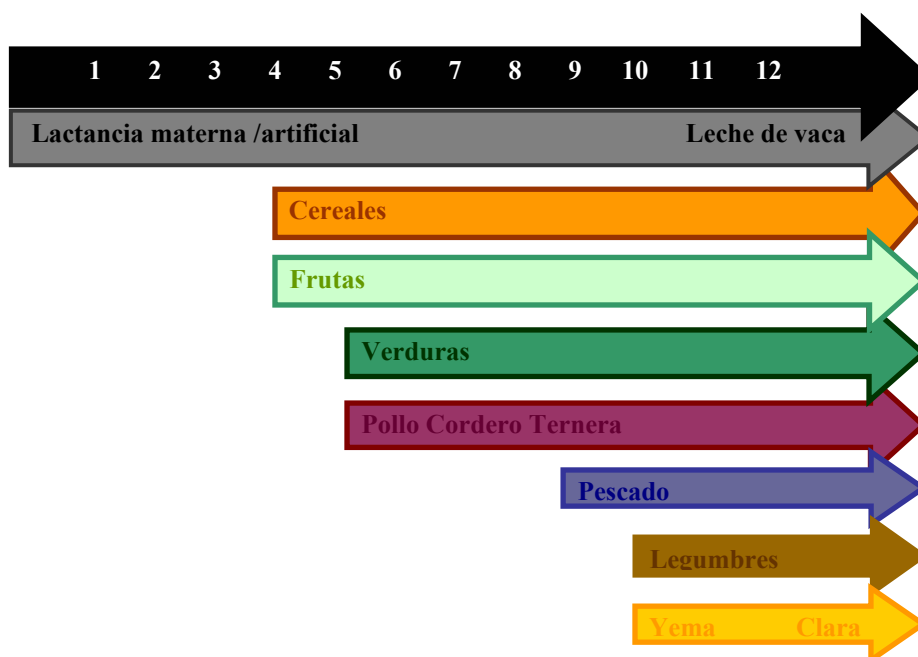 1 2 3 4 5 6 7 8 9 10 11 12
Lactancia materna /artificial Leche de vaca
Cereales
Frutas
Verduras
Pollo Cordero Ternera
Pescado
Legumbres
Yema Clara